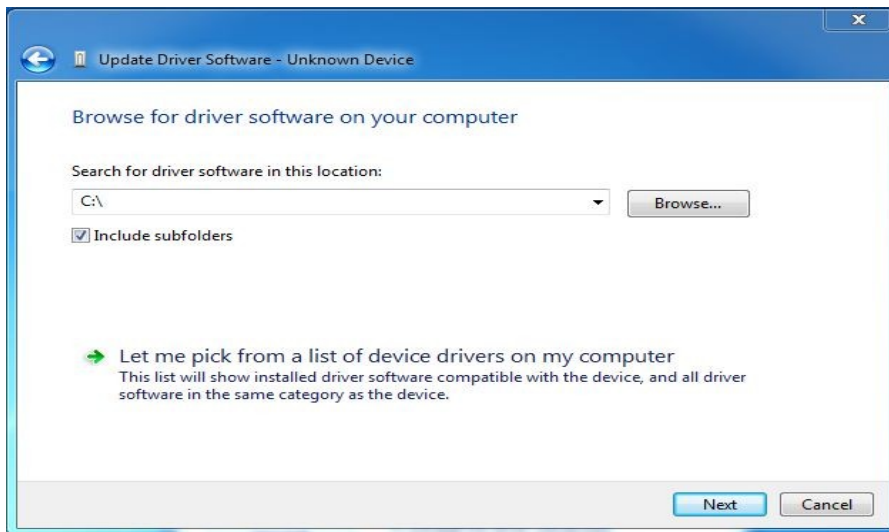 Update Driver Software - Unknown Device
Browse for driver software on your computer
Search for driver software in this location:
C:\
Browse...
Include subfolders
Let me pick from a list of device drivers on my computer
This list will show installed driver software compatible with the device, and all driver
software in the same category as the device.
Next
Cancel